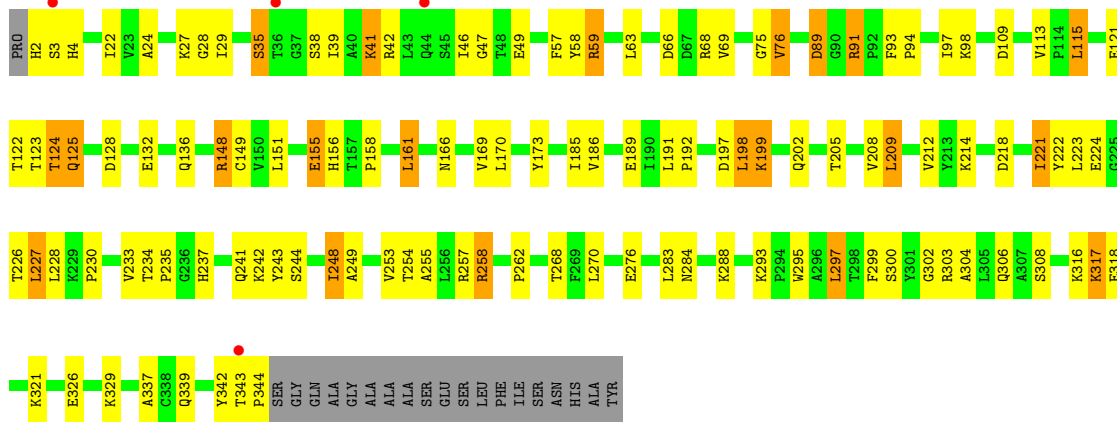 PRO H2 S3 H4 I22 V23 A24 K27 G28 I29 S35 T36 G37 S38 I39 A40 K41 R42 L43 Q44 S45 I46 G47 T48 E49 F57 Y58 R59 L63 D66 D67 R68 V69 G75 V76 D89 G90 R91 P92 F93 P94 I97 K98 D109 V113 P114 L115 E121
T122 T123 T124 Q125 D128 E132 Q136 R148 C149 V150 L151 E155 H156 T157 P158 L161 N166 V169 L170 Y173 I185 V186 E189 I190 L191 P192 D197 L198 K199 Q202 T205 V208 L209 V212 Y213 K214 D218 I221 Y222 L223 E224 G225
T226 L227 L228 K229 P230 V233 T234 P235 G236 H237 Q241 K242 Y243 S244 I248 A249 V253 T254 A255 L256 R257 R258 P262 T268 F269 L270 E276 L283 N284 K288 K293 P294 W295 A296 L297 T298 F299 S300 Y301 G302 R303 A304 L305 Q306 A307 S308 K316 K317 E318
K321 E326 K329 A337 C338 Q339 Y342 T343 P344 SER GLY GLN ALA GLY ALA ALA ALA SER GLU SER LEU PHE ILE SER ASN HIS ALA TYR